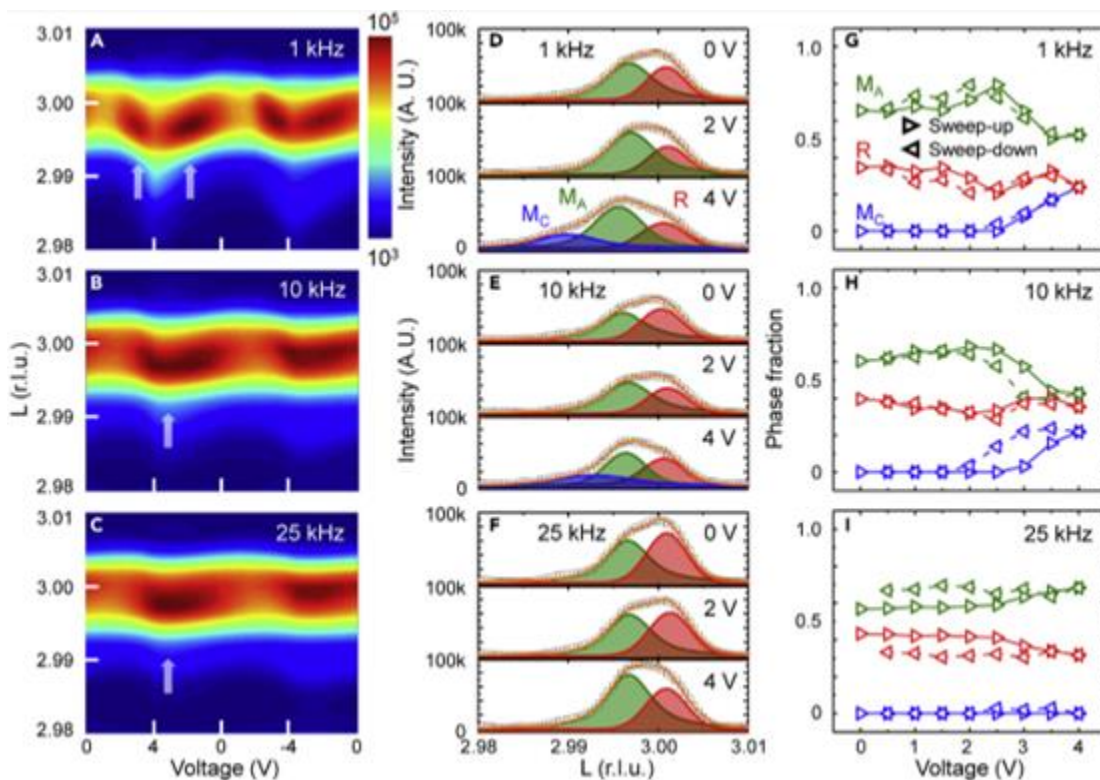 A 1 kHz
3.01
3.00
2.99
2.98
10⁵
10³
Intensity (A. U.)
B 10 kHz
3.01
3.00
2.99
2.98
L (r.l.u.)
C 25 kHz
3.01
3.00
2.99
2.98
0 4 0 -4 0
Voltage (V)
D 1 kHz 0 V
100k
2 V
100k
4 V
100k
M_C M_A R
0
E 10 kHz 0 V
100k
2 V
100k
4 V
100k
0
Intensity (A.U.)
F 25 kHz 0 V
100k
2 V
100k
4 V
100k
0
2.98 2.99 3.00 3.01
L (r.l.u.)
G 1 kHz
1.0
0.5
0
M_A
Sweep-up
Sweep-down
R
M_C
H 10 kHz
1.0
0.5
0
Phase fraction
I 25 kHz
1.0
0.5
0
0 1 2 3 4
Voltage (V)